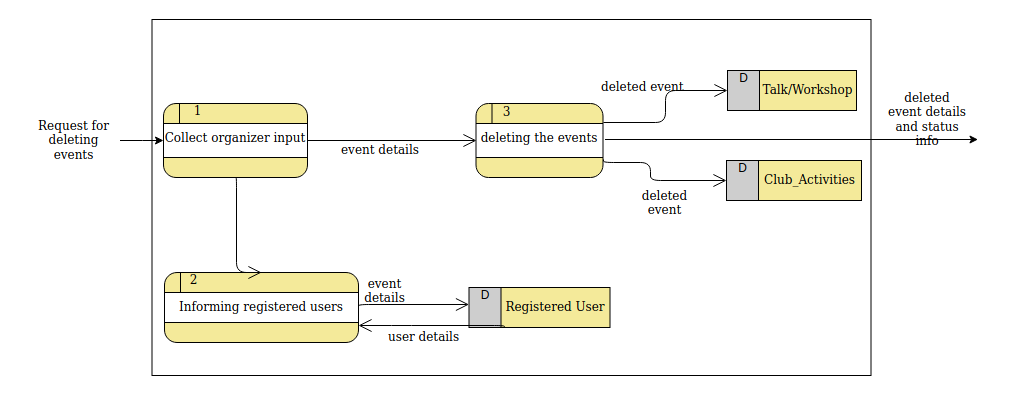 Request for
deleting
events
1
Collect organizer input
event details
3
deleting the events
deleted event
D
Talk/Workshop
deleted
event details
and status
info
D
Club_Activities
deleted
event
2
Informing registered users
event
details
D
Registered User
user details